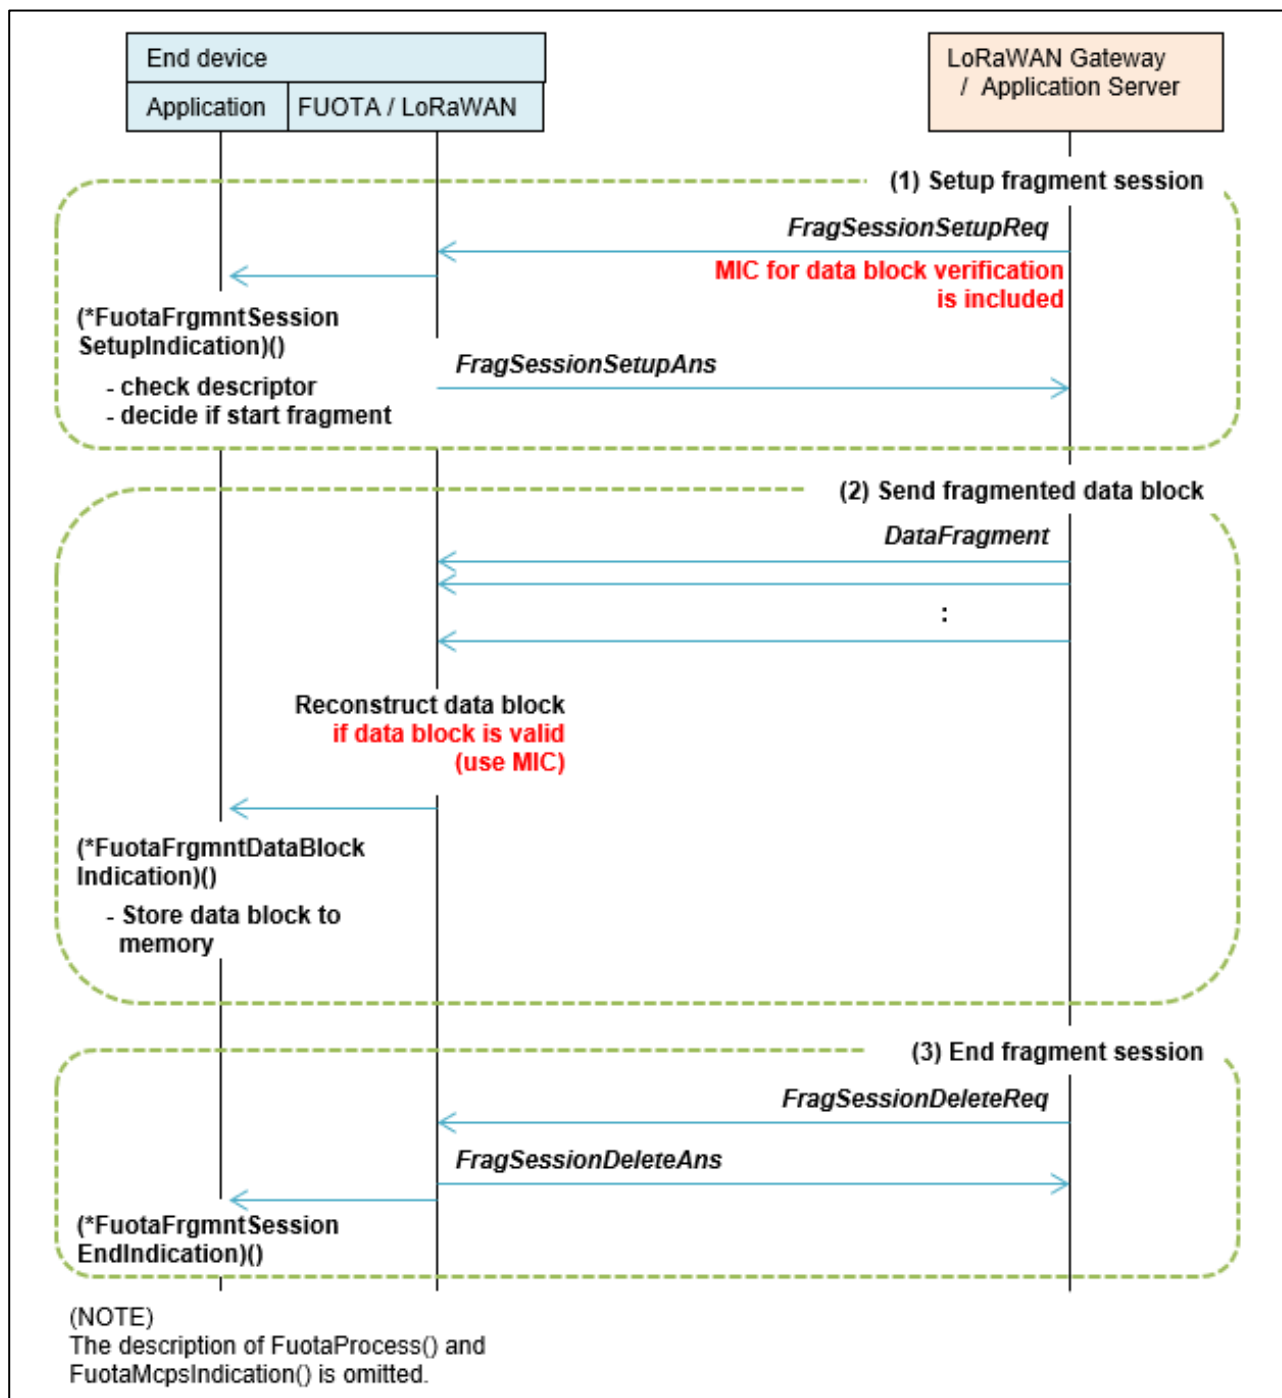 End device
LoRaWAN Gateway
/ Application Server
Application
FUOTA / LoRaWAN
(1) Setup fragment session
FragSessionSetupReq
MIC for data block verification
is included
(*FuotaFrgmntSession
SetupIndication)()
- check descriptor
- decide if start fragment
FragSessionSetupAns
(2) Send fragmented data block
DataFragment
:
Reconstruct data block
if data block is valid
(use MIC)
(*FuotaFrgmntDataBlock
Indication)()
- Store data block to
memory
(3) End fragment session
FragSessionDeleteReq
FragSessionDeleteAns
(*FuotaFrgmntSession
EndIndication)()
(NOTE)
The description of FuotaProcess() and
FuotaMcpsIndication() is omitted.